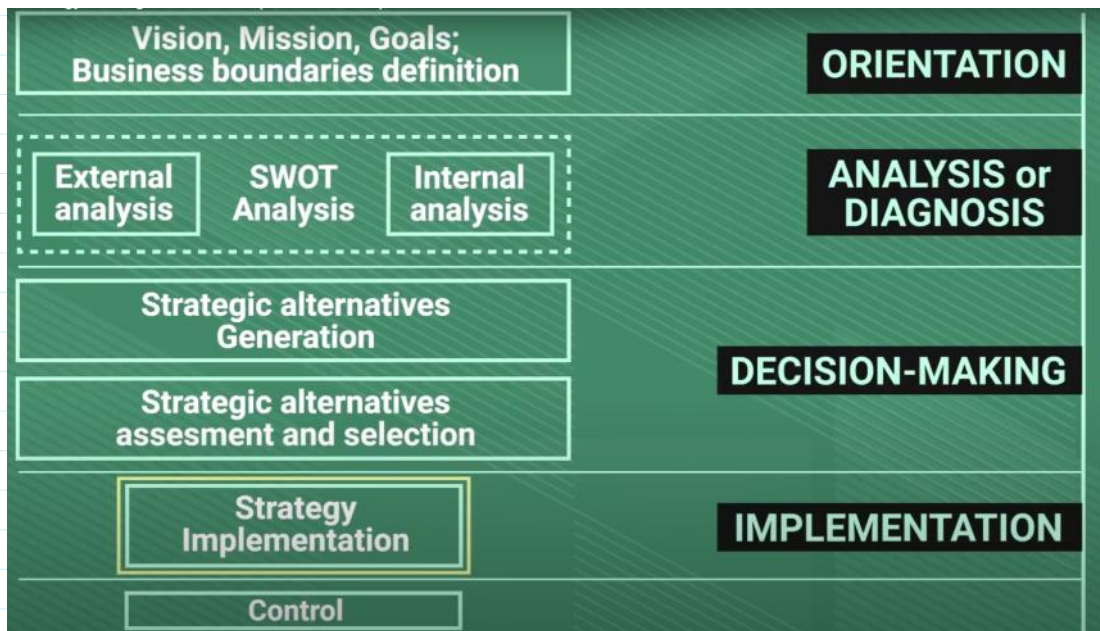 Vision, Mission, Goals;
Business boundaries definition
ORIENTATION
External
analysis
SWOT
Analysis
Internal
analysis
ANALYSIS or
DIAGNOSIS
Strategic alternatives
Generation
Strategic alternatives
assesment and selection
DECISION-MAKING
Strategy
Implementation
IMPLEMENTATION
Control